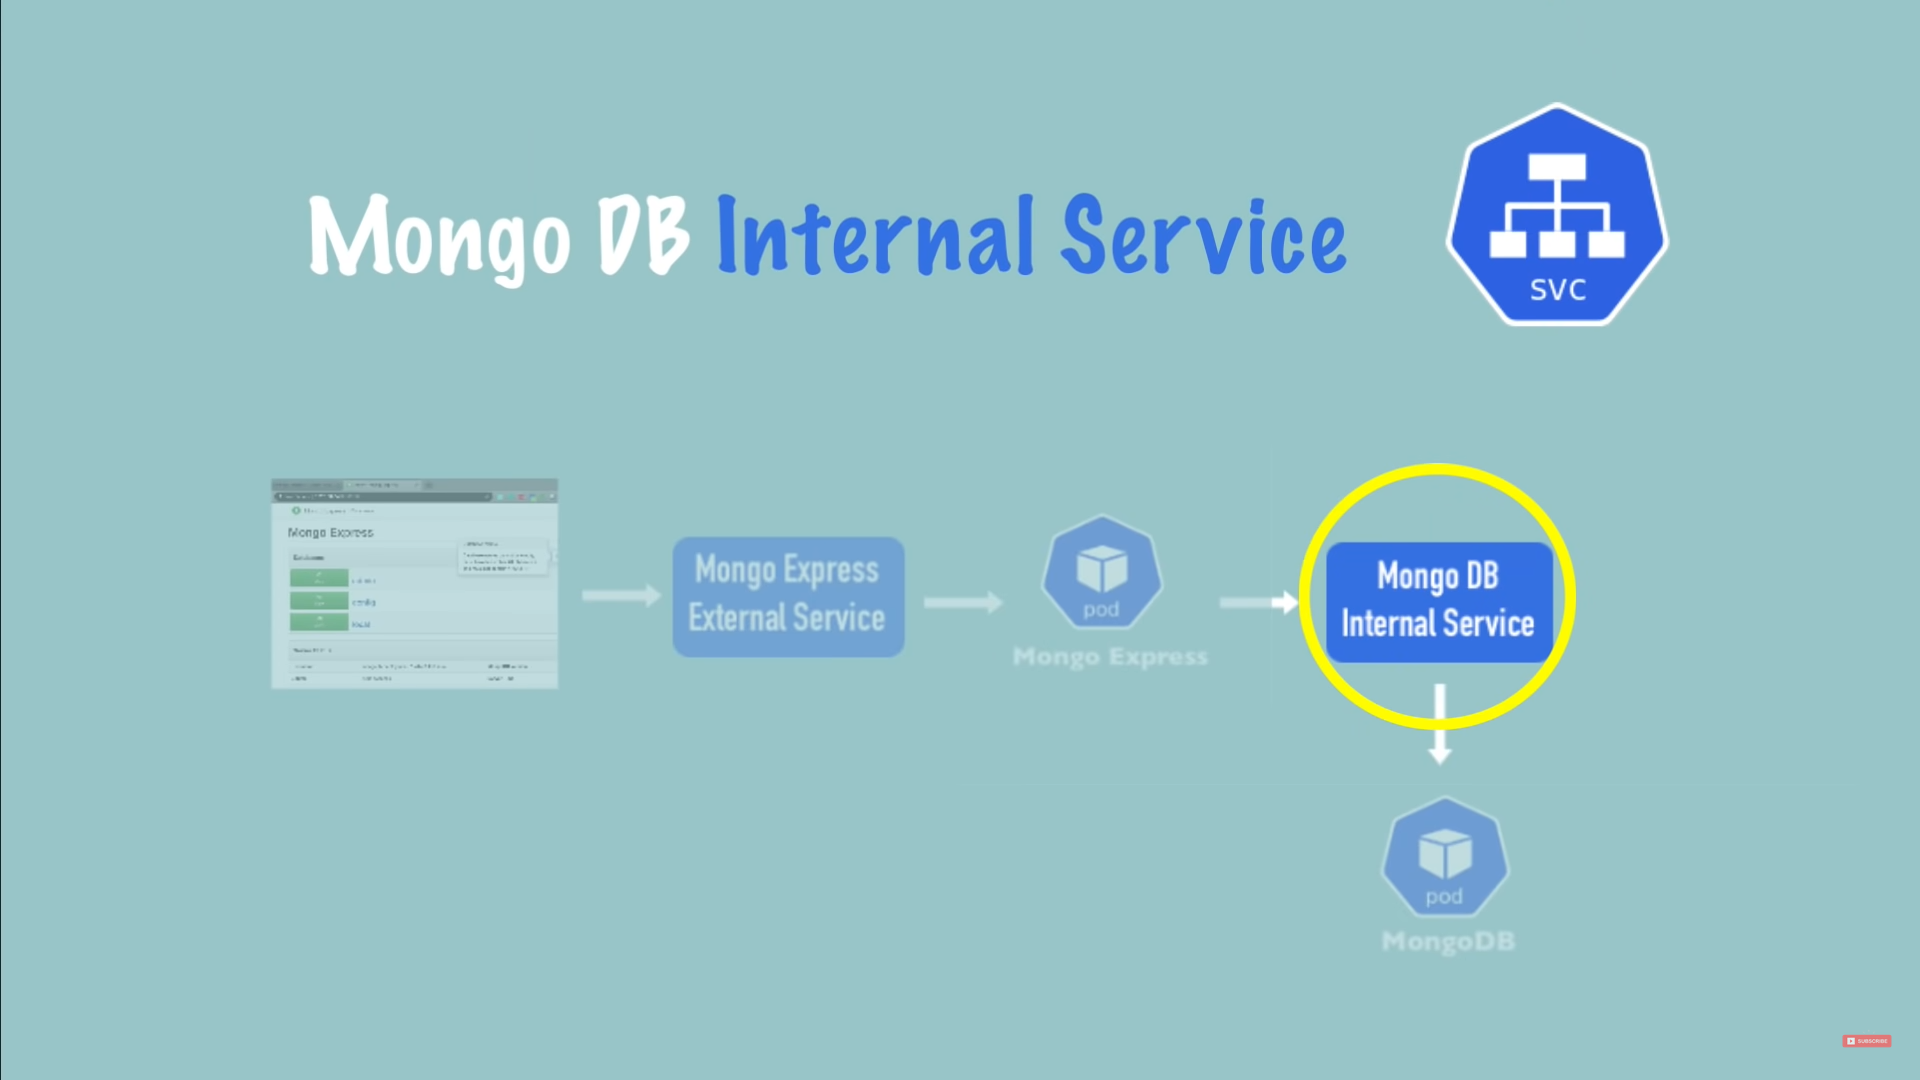 Mongo DB Internal Service
SVC
Mongo Express
Mongo Express
External Service
pod
Mongo Express
Mongo DB
Internal Service
pod
MongoDB
SUBSCRIBE